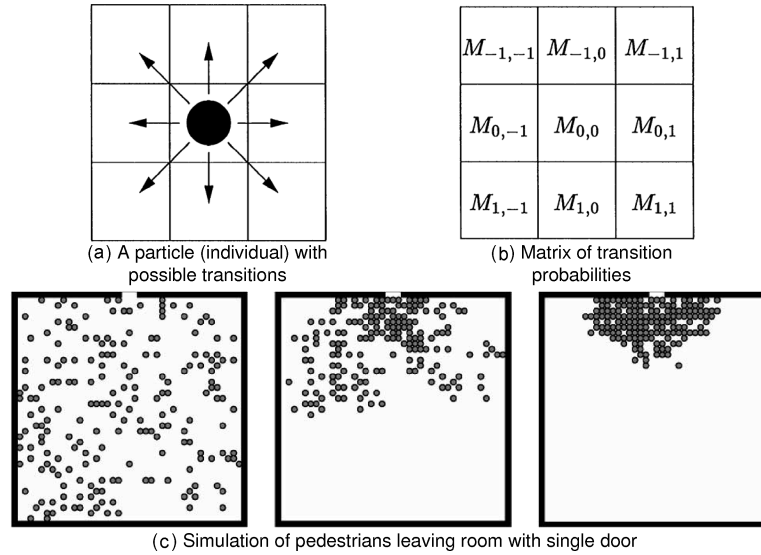 M₋₁,₋₁ M₋₁,₀ M₋₁,₁
M₀,₋₁ M₀,₀ M₀,₁
M₁,₋₁ M₁,₀ M₁,₁
(a) A particle (individual) with
possible transitions
(b) Matrix of transition
probabilities
(c) Simulation of pedestrians leaving room with single door